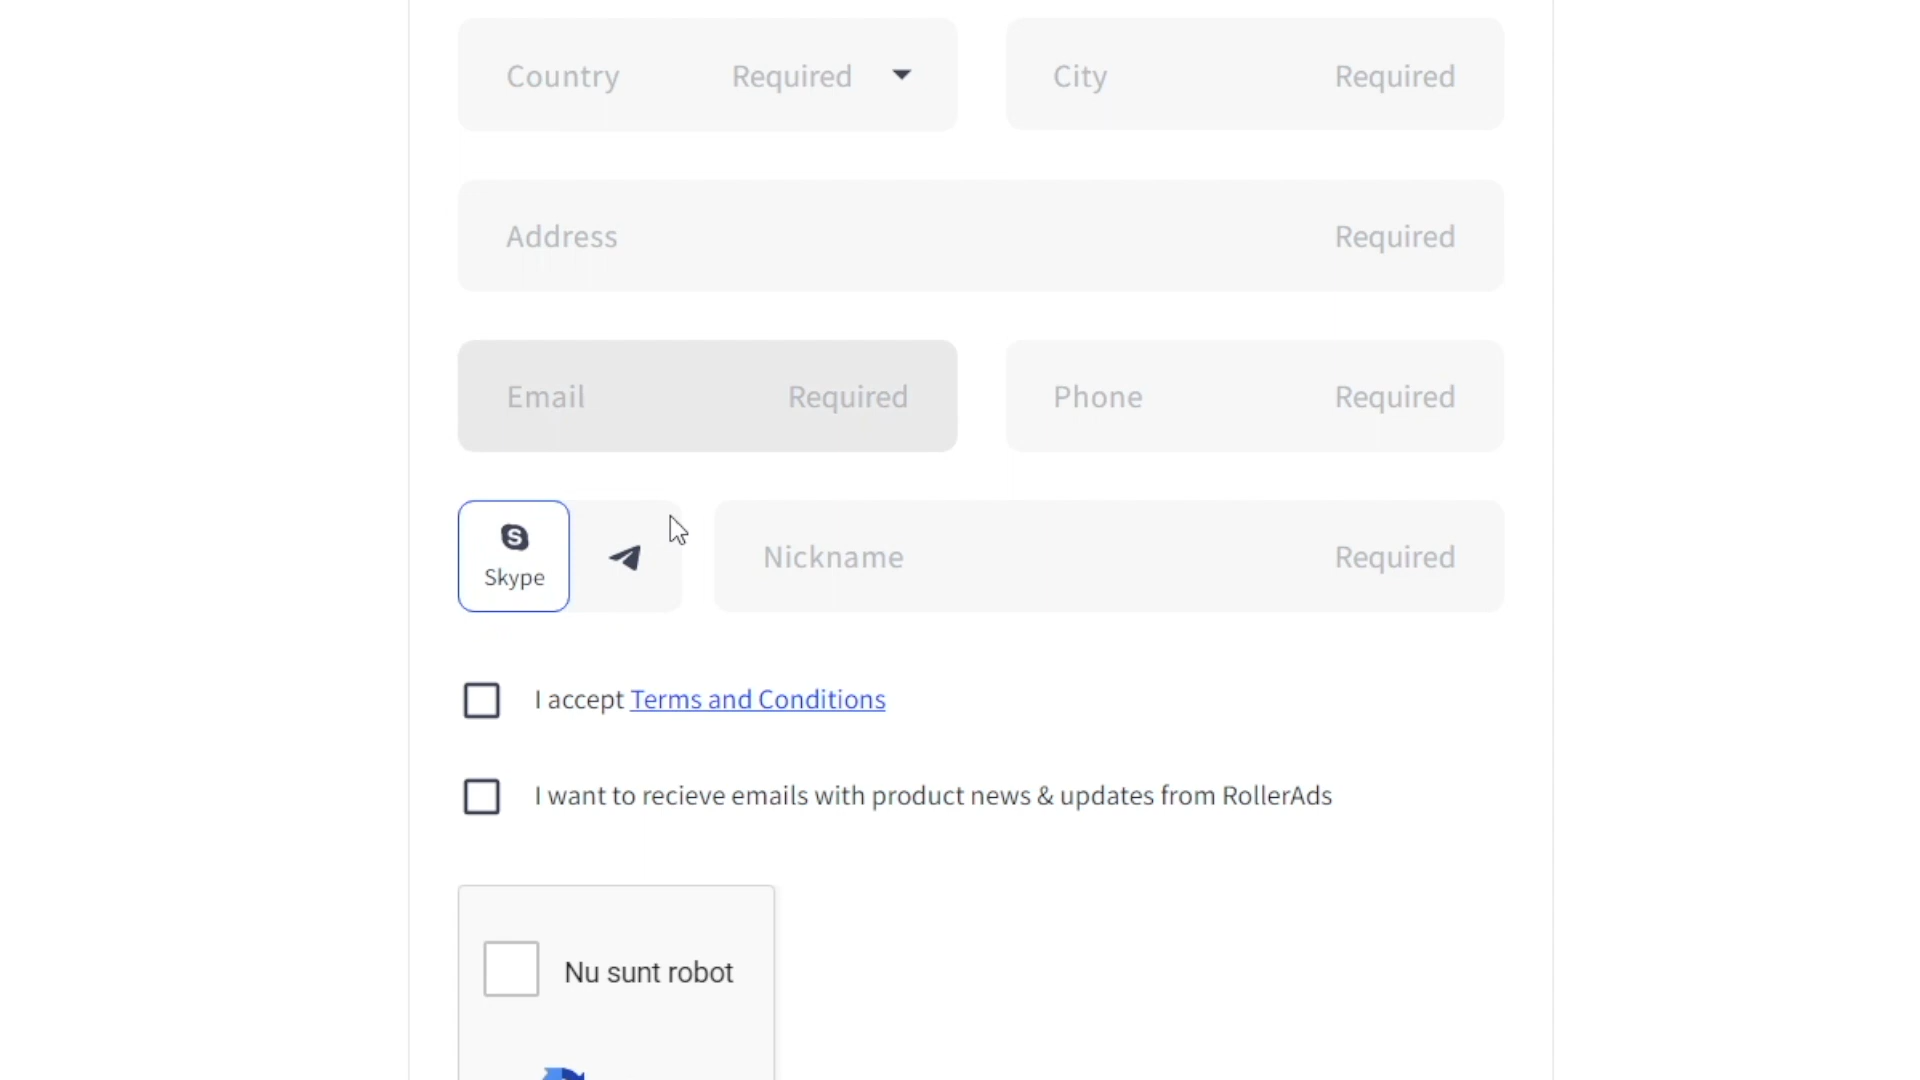 Country Required City Required
Address Required
Email Required Phone Required
Skype Nickname Required
I accept Terms and Conditions
I want to recieve emails with product news & updates from RollerAds
Nu sunt robot